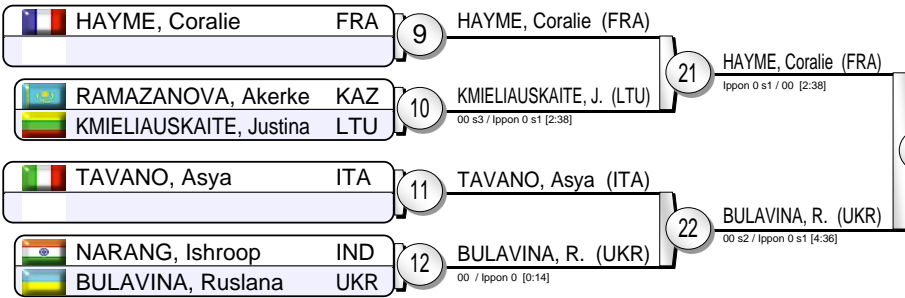 HAYME, Coralie FRA
9
HAYME, Coralie (FRA)
RAMAZANOVA, Akerke KAZ
KMIELIAUSKAITE, Justina LTU
10
KMIELIAUSKAITE, J. (LTU)
00 s3 / Ippon 0 s1 [2:38]
21
HAYME, Coralie (FRA)
Ippon 0 s1 / 00 [2:38]
TAVANO, Asya ITA
11
TAVANO, Asya (ITA)
NARANG, Ishroop IND
BULAVINA, Ruslana UKR
12
BULAVINA, R. (UKR)
00 / Ippon 0 [0:14]
22
BULAVINA, R. (UKR)
00 s2 / Ippon 0 s1 [4:36]